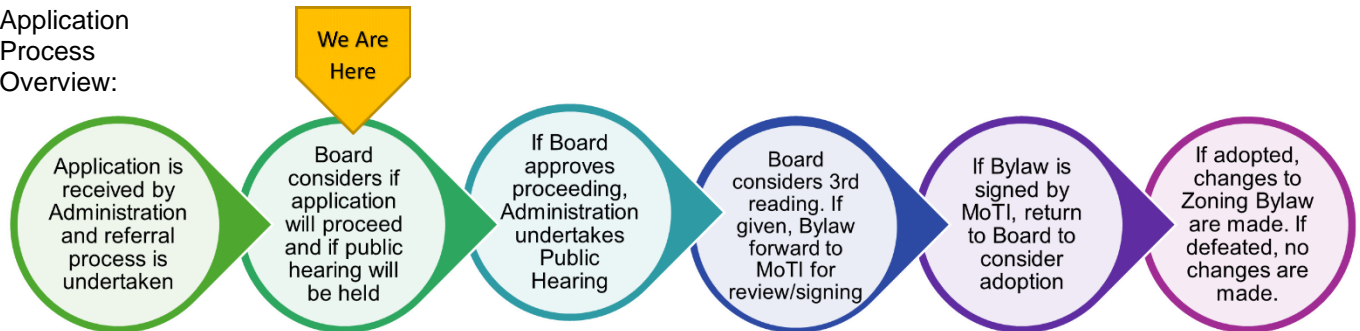 Application
Process
Overview:
We Are
Here
Application is
received by
Administration
and referral
process is
undertaken
Board
considers if
application
will proceed
and if public
hearing will
be held
If Board
approves
proceeding,
Administration
undertakes
Public
Hearing
Board
considers 3rd
reading. If
given, Bylaw
forward to
MoTI for
review/signing
If Bylaw is
signed by
MoTI, return
to Board to
consider
adoption
If adopted,
changes to
Zoning Bylaw
are made. If
defeated, no
changes are
made.